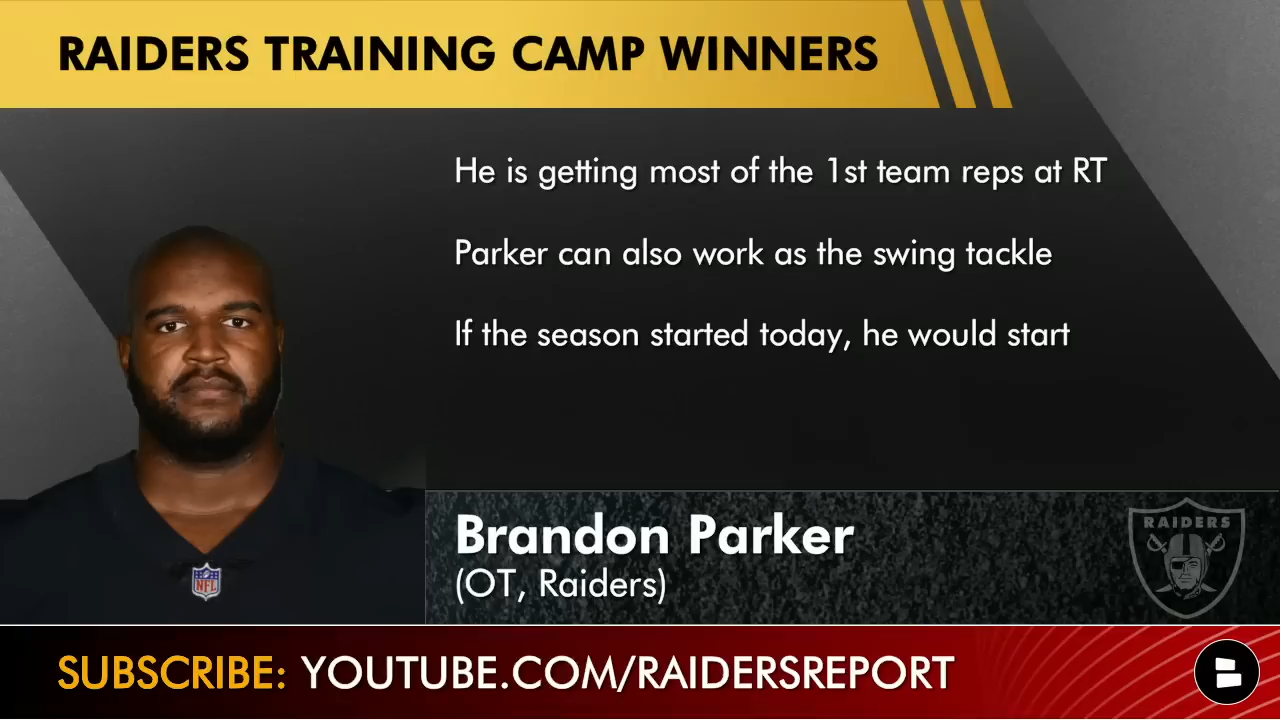 RAIDERS TRAINING CAMP WINNERS
He is getting most of the 1st team reps at RT
Parker can also work as the swing tackle
If the season started today, he would start
NFL
Brandon Parker
(OT, Raiders)
RAIDERS
SUBSCRIBE: YOUTUBE.COM/RAIDERSREPORT